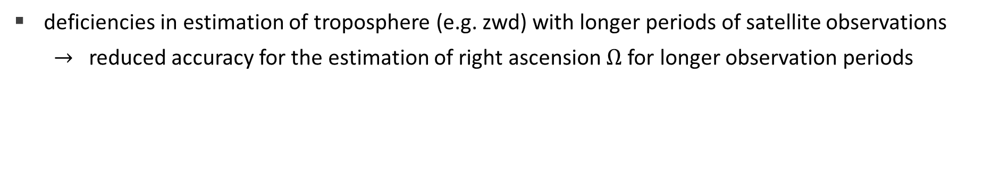 ▪ deficiencies in estimation of troposphere (e.g. zwd) with longer periods of satellite observations
→ reduced accuracy for the estimation of right ascension Ω for longer observation periods